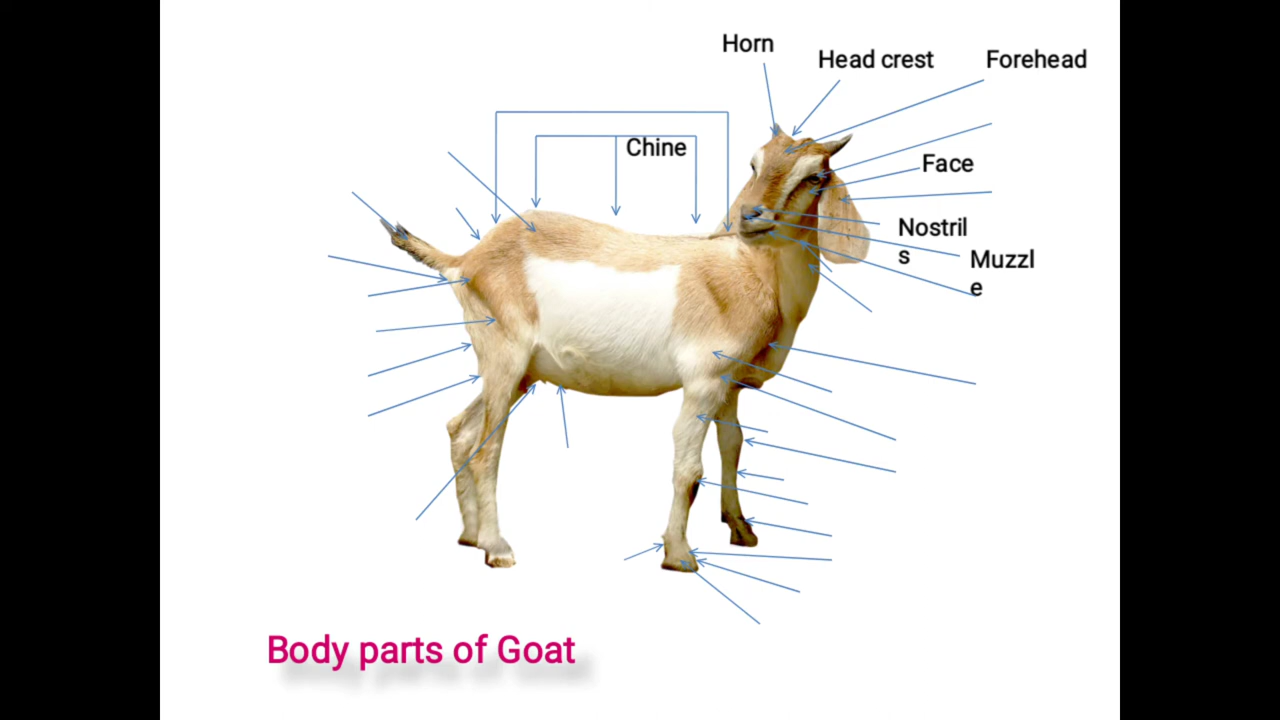 Horn
Head crest
Forehead
Chine
Face
Nostril
s
Muzzl
e
Body parts of Goat